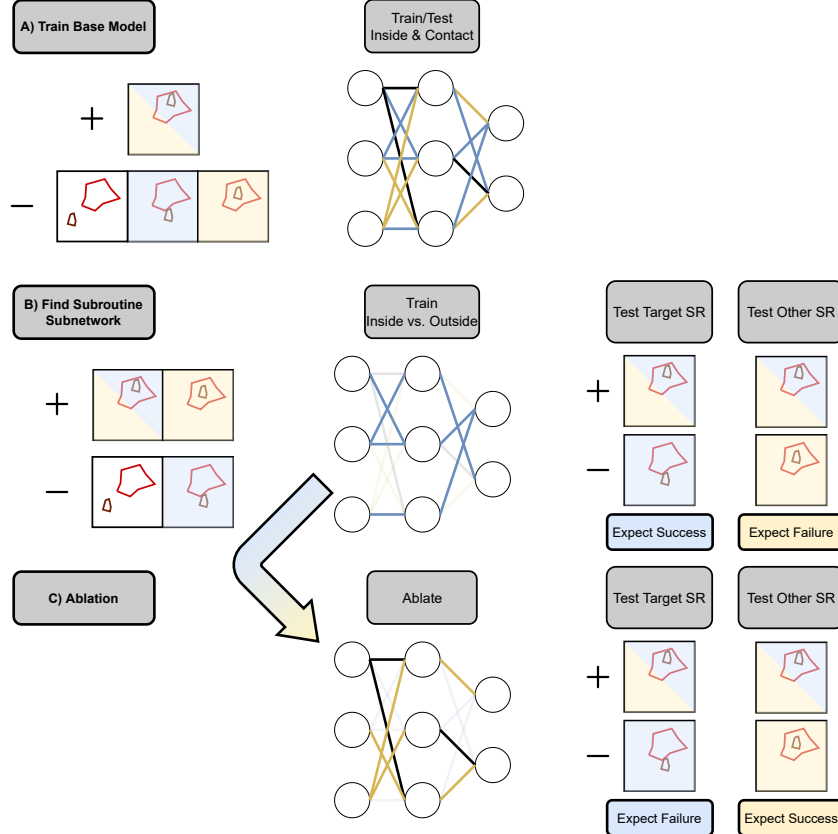 A) Train Base Model
Train/Test
Inside & Contact
+
−
B) Find Subroutine
Subnetwork
Train
Inside vs. Outside
Test Target SR
Test Other SR
+
−
+
−
Expect Success
Expect Failure
C) Ablation
Ablate
Test Target SR
Test Other SR
+
−
Expect Failure
Expect Success